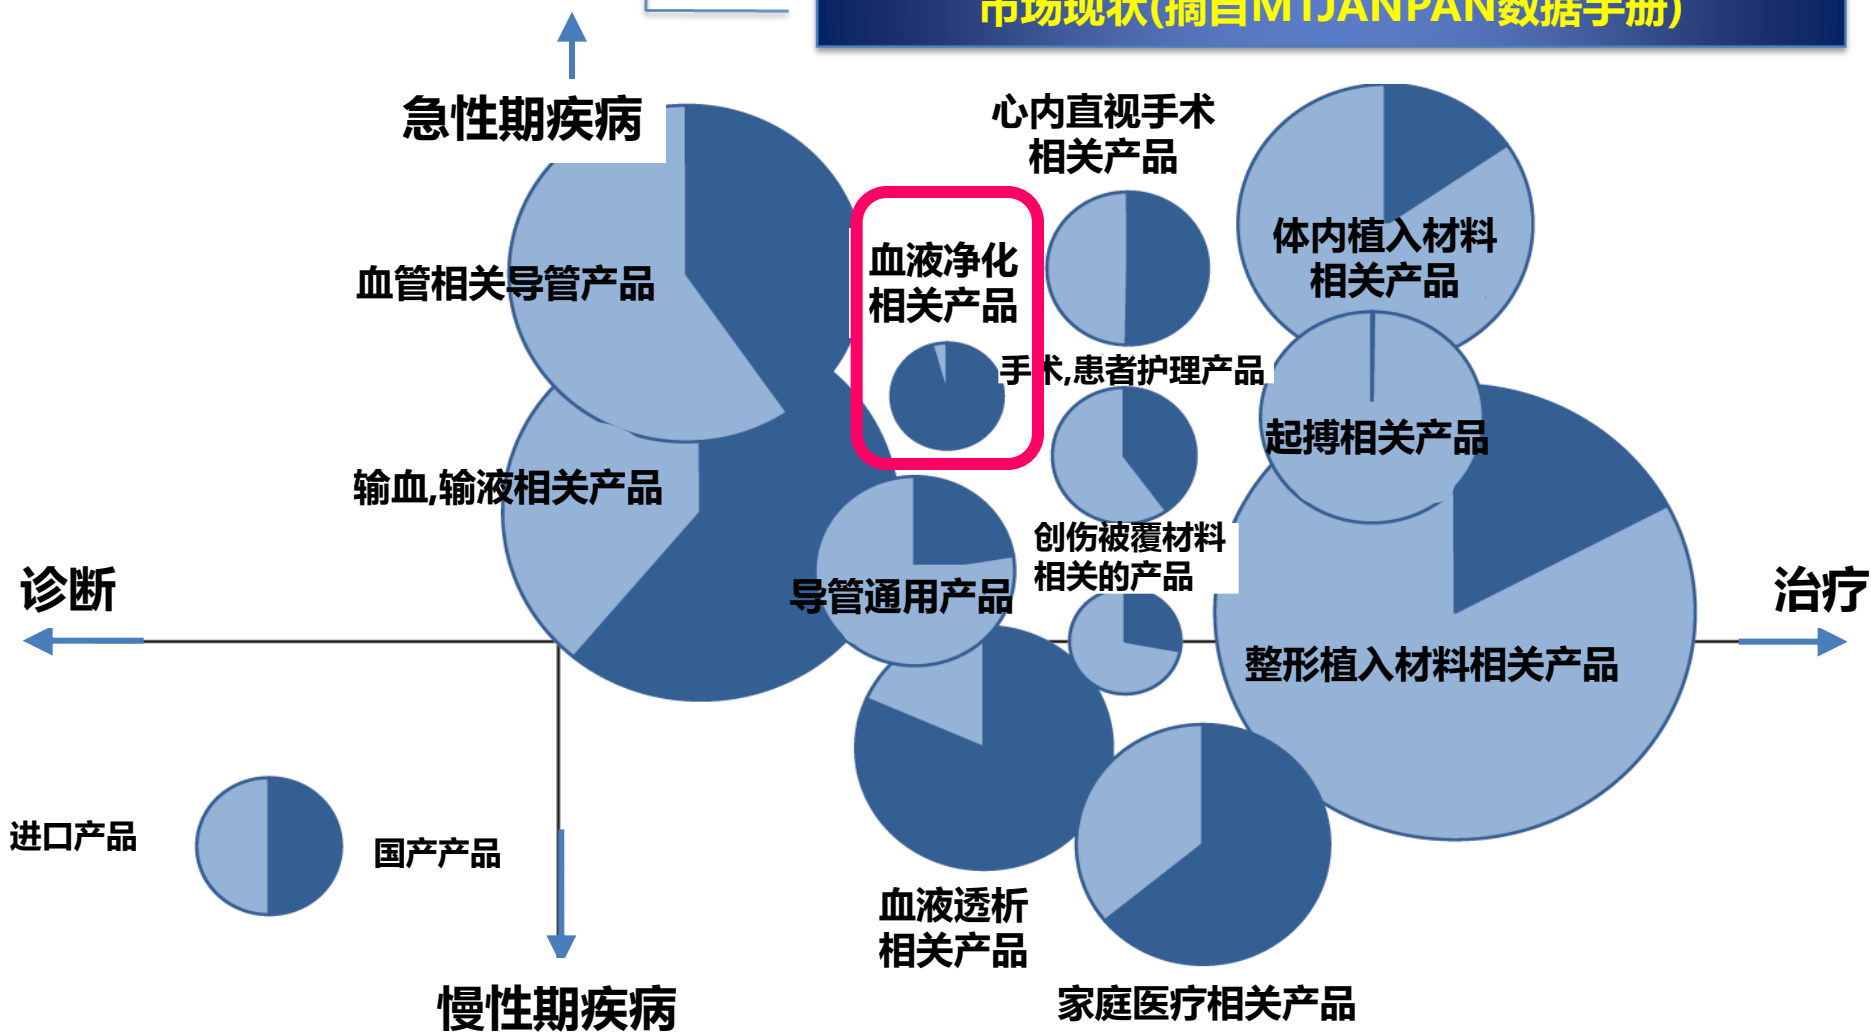 市场现状(摘自MTJANPAN数据手册)
急性期疾病
心内直视手术
相关产品
体内植入材料
相关产品
血液净化
相关产品
血管相关导管产品
手术,患者护理产品
起搏相关产品
输血,输液相关产品
创伤被覆材料
相关的产品
诊断
导管通用产品
治疗
整形植入材料相关产品
进口产品
国产产品
血液透析
相关产品
慢性期疾病
家庭医疗相关产品